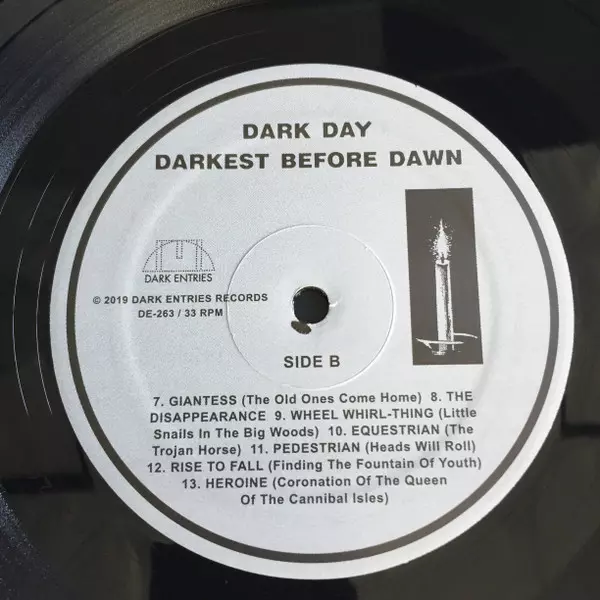 DARK DAY
DARKEST BEFORE DAWN
DARK ENTRIES
© 2019 DARK ENTRIES RECORDS
DE-263 / 33 RPM
SIDE B
7. GIANTESS (The Old Ones Come Home) 8. THE
DISAPPEARANCE 9. WHEEL WHIRL-THING (Little
Snails In The Big Woods) 10. EQUESTRIAN (The
Trojan Horse) 11. PEDESTRIAN (Heads Will Roll)
12. RISE TO FALL (Finding The Fountain Of Youth)
13. HEROINE (Coronation Of The Queen
Of The Cannibal Isles)